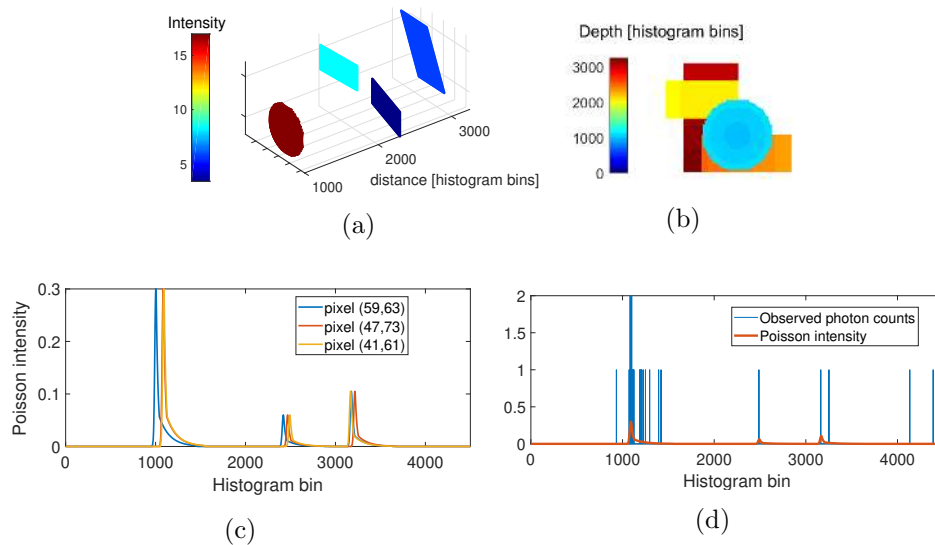 Intensity
15
10
5
1000
2000
3000
distance [histogram bins]
(a)
Depth [histogram bins]
3000
2000
1000
0
(b)
Poisson intensity
0.3
0.2
0.1
0
0
1000
2000
3000
4000
Histogram bin
pixel (59,63)
pixel (47,73)
pixel (41,61)
(c)
2
1.5
1
0.5
0
0
1000
2000
3000
4000
Histogram bin
Observed photon counts
Poisson intensity
(d)